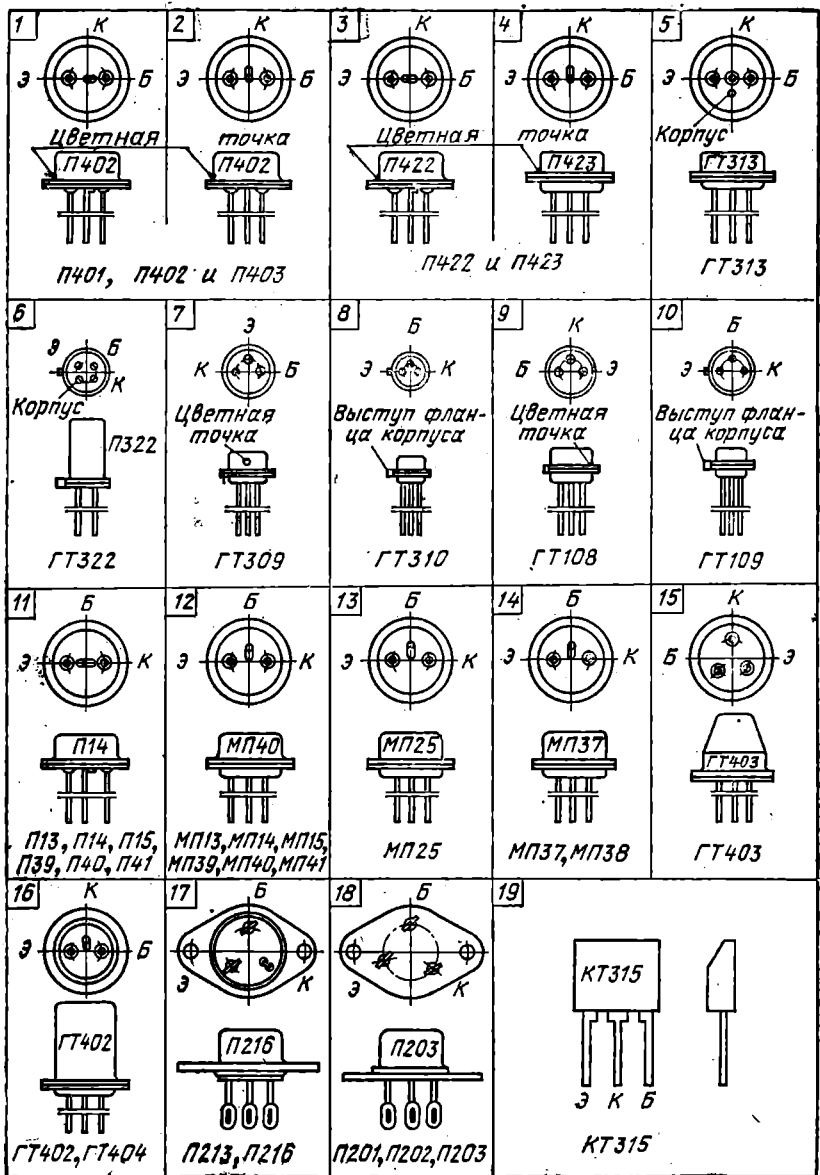 1
К
Э Б
2
К
Э Б
Цветная точка
П402
П402
П401, П402 и П403
3
К
Э Б
4
К
Э Б
Цветная точка
П422
П423
П422 и П423
5
К
Э Б
Корпус
ГТ313
ГТ313
6
Э Б
К
Корпус
П322
ГТ322
7
Э
К Б
Цветная
точка
ГТ309
8
Б
Э К
Выступ флан-
ца корпуса
ГТ310
9
К
Б Э
Цветная
точка
ГТ108
10
Б
Э К
Выступ флан-
ца корпуса
ГТ109
11
Б
Э К
П14
П13, П14, П15,
П39, П40, П41
12
Б
Э К
МП40
МП13, МП14, МП15,
МП39, МП40, МП41
13
Б
Э К
МП25
МП25
14
Б
Э К
МП37
МП37, МП38
15
К
Б Э
ГТ403
ГТ403
16
К
Э Б
ГТ402
ГТ402, ГТ404
17
Б
Э К
П216
П213, П216
18
Б
Э К
П203
П201, П202, П203
19
КТ315
Э К Б
КТ315